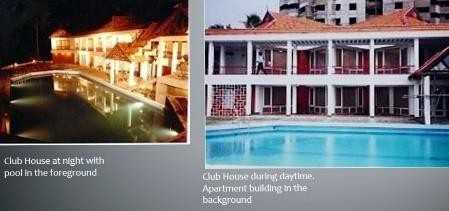 Club House at night with
pool in the foreground
Club House during daytime.
Apartment building in the
background